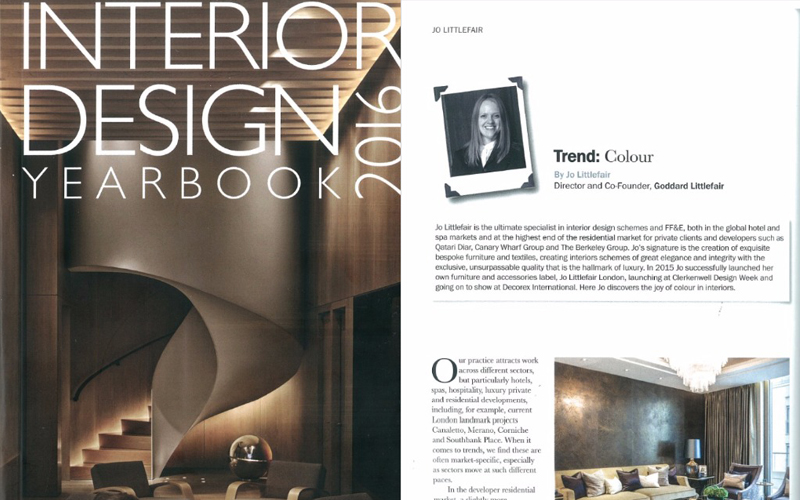 INTERIOR
DESIGN
YEARBOOK
2016
JO LITTLEFAIR
Trend: Colour
By Jo Littlefair
Director and Co-Founder, Goddard Littlefair
Jo Littlefair is the ultimate specialist in interior design schemes and FF&E, both in the global hotel and
spa markets and at the highest end of the residential market for private clients and developers such as
Qatari Diar, Canary Wharf Group and The Berkeley Group. Jo's signature is the creation of exquisite
bespoke furniture and textiles, creating interiors schemes of great elegance and integrity with the
exclusive, unsurpassable quality that is the hallmark of luxury. In 2015 Jo successfully launched her
own furniture and accessories label, Jo Littlefair London, launching at Clerkenwell Design Week and
going on to show at Decorex International. Here Jo discovers the joy of colour in interiors.
Our practice attracts work
across different sectors,
but particularly hotels,
spas, hospitality, luxury private
and residential developments,
including, for example, current
London landmark projects
Canaletto, Merano, Corniche
and Southbank Place. When it
comes to trends, we find these are
often market-specific, especially
as sectors move at such different
paces.
In the developer residential
market, a slightly more